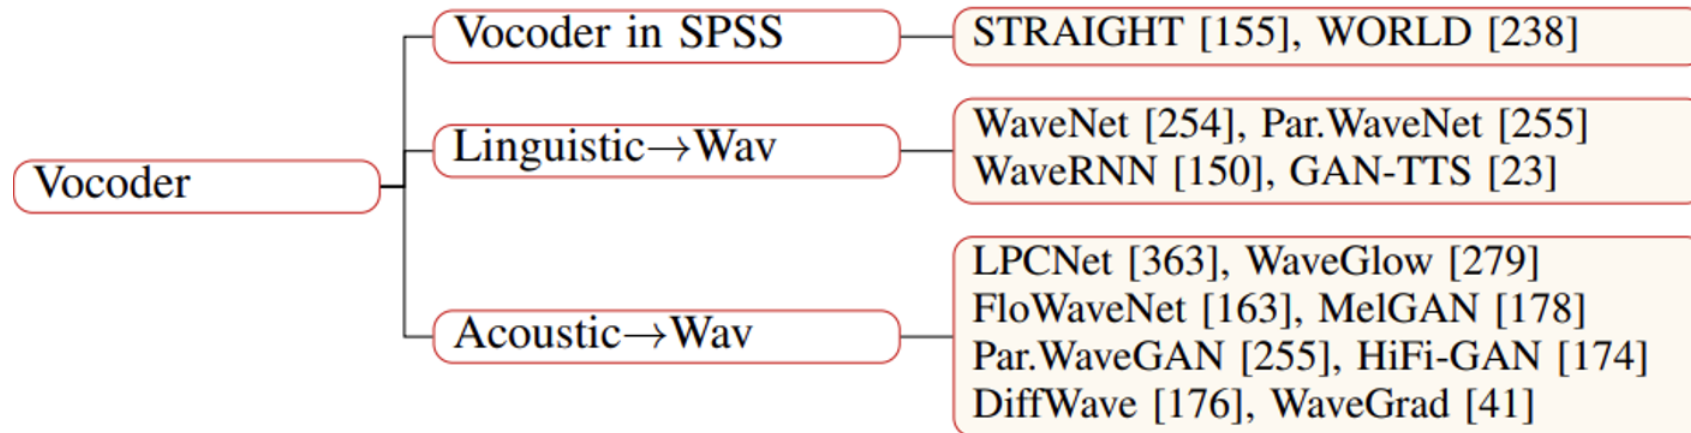 Vocoder
Vocoder in SPSS
STRAIGHT [155], WORLD [238]
Linguistic→Wav
WaveNet [254], Par.WaveNet [255]
WaveRNN [150], GAN-TTS [23]
Acoustic→Wav
LPCNet [363], WaveGlow [279]
FloWaveNet [163], MelGAN [178]
Par.WaveGAN [255], HiFi-GAN [174]
DiffWave [176], WaveGrad [41]